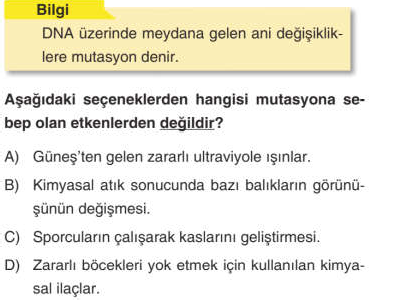 Bilgi
DNA üzerinde meydana gelen ani değişiklik-
lere mutasyon denir.
Aşağıdaki seçeneklerden hangisi mutasyona se-
bep olan etkenlerden değildir?
A) Güneş'ten gelen zararlı ultraviyole ışınlar.
B) Kimyasal atık sonucunda bazı balıkların görünü-
şünün değişmesi.
C) Sporcuların çalışarak kaslarını geliştirmesi.
D) Zararlı böcekleri yok etmek için kullanılan kimya-
sal ilaçlar.